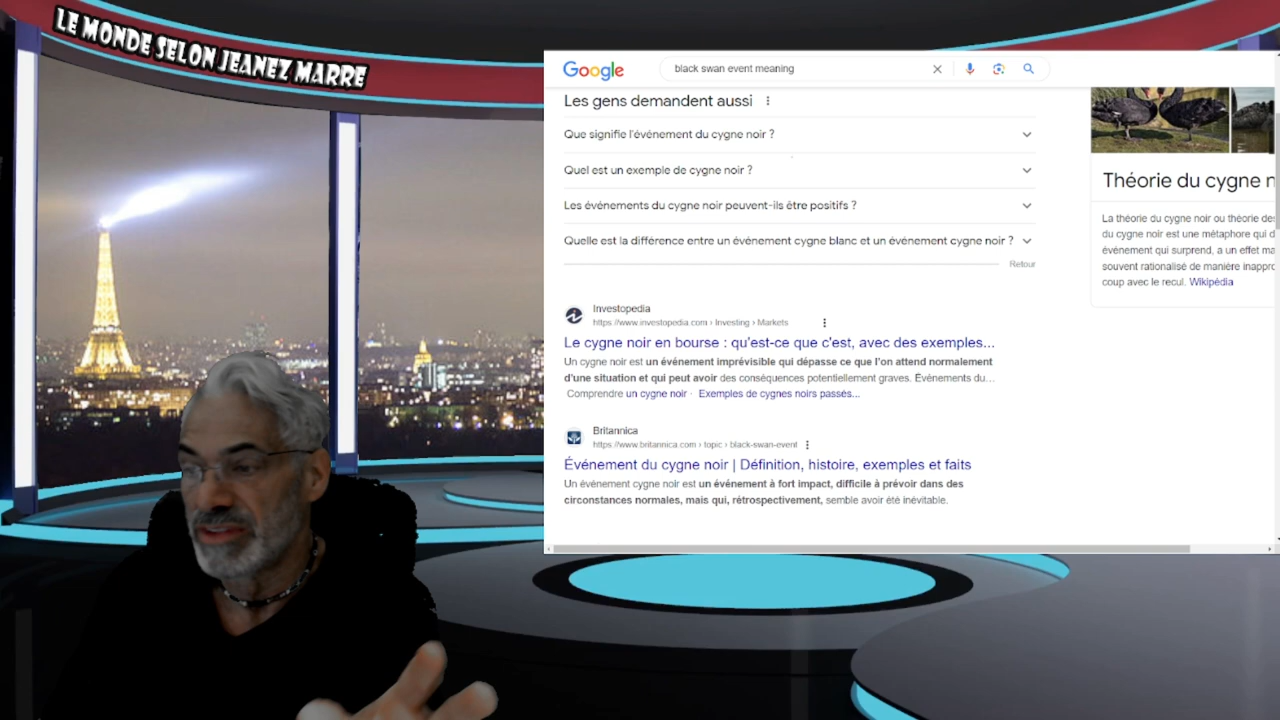 LE MONDE SELON JEANEZ MARRE
Google
black swan event meaning
Les gens demandent aussi
Que signifie l'événement du cygne noir ?
Quel est un exemple de cygne noir ?
Les événements du cygne noir peuvent-ils être positifs ?
Quelle est la différence entre un événement cygne blanc et un événement cygne noir ?
Retour
Investopedia
https://www.investopedia.com › Investing › Markets
Le cygne noir en bourse : qu'est-ce que c'est, avec des exemples...
Un cygne noir est un événement imprévisible qui dépasse ce que l'on attend normalement
d'une situation et qui peut avoir des conséquences potentiellement graves. Événements du...
Comprendre un cygne noir · Exemples de cygnes noirs passés...
Britannica
https://www.britannica.com › topic › black-swan-event
Événement du cygne noir | Définition, histoire, exemples et faits
Un événement cygne noir est un événement à fort impact, difficile à prévoir dans des
circonstances normales, mais qui, rétrospectivement, semble avoir été inévitable.
Théorie du cygne n
La théorie du cygne noir ou théorie des
du cygne noir est une métaphore qui d
événement qui surprend, a un effet ma
souvent rationalisé de manière inappro
coup avec le recul. Wikipédia